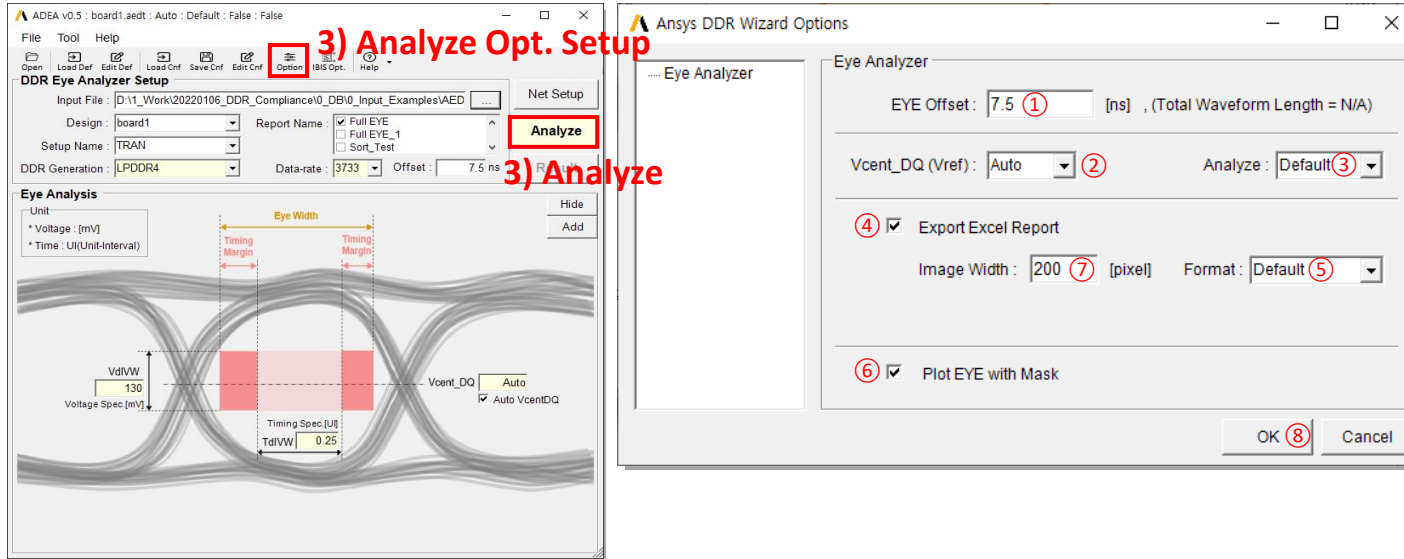 ADEA v0.5 : board1.aedt : Auto : Default : False : False
File Tool Help
3) Analyze Opt. Setup
Open Load Def Edit Def Load Cnf Save Cnf Edit Cnf Option IBIS Opt. Help
DDR Eye Analyzer Setup
Input File : D:\1_Work\20220106_DDR_Compliance\0_DB\0_Input_Examples\AED ... Net Setup
Design : board1 Report Name : Full EYE
Full EYE_1
Sort_Test
Analyze
Setup Name : TRAN
DDR Generation : LPDDR4 Data-rate : 3733 Offset : 7.5 ns
3) Analyze
Eye Analysis
Unit
* Voltage : [mV]
* Time : UI(Unit-Interval)
Hide
Add
Eye Width
Timing Margin
Timing Margin
VdIVW
130
Voltage Spec.[mV]
Vcent_DQ Auto
Auto VcentDQ
Timing Spec.[UI]
TdIVW 0.25
Ansys DDR Wizard Options
Eye Analyzer
Eye Analyzer
EYE Offset : 7.5 ① [ns] , (Total Waveform Length = N/A)
Vcent_DQ (Vref) : Auto ② Analyze : Default ③
④ Export Excel Report
Image Width : 200 ⑦ [pixel] Format : Default ⑤
⑥ Plot EYE with Mask
OK ⑧ Cancel